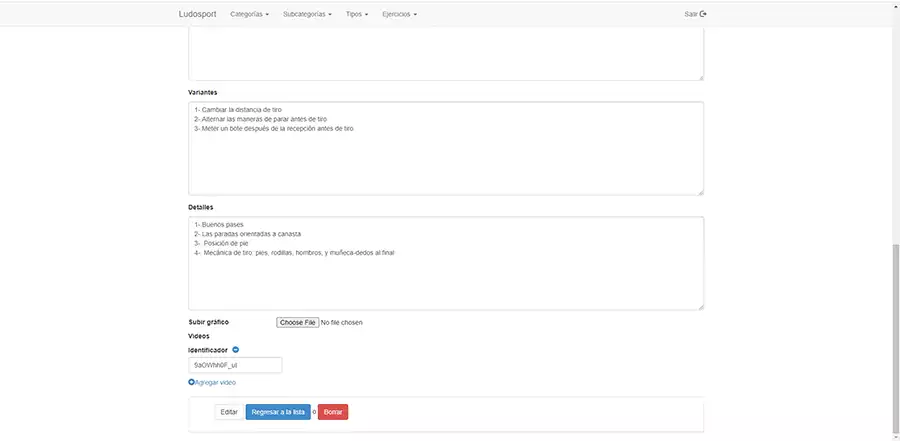 Ludosport Categorías Subcategorías Tipos Ejercicios Salir
Variantes
1- Cambiar la distancia de tiro
2- Alternar las maneras de parar antes de tiro
3- Meter un bote después de la recepción antes de tiro
Detalles
1- Buenos pases
2- Las paradas orientadas a canasta
3- Posición de pie
4- Mecánica de tiro: pies, rodillas, hombros, y muñeca-dedos al final
Subir gráfico Choose File No file chosen
Videos
Identificador
Agregar video
Editar Regresar a la lista o Borrar